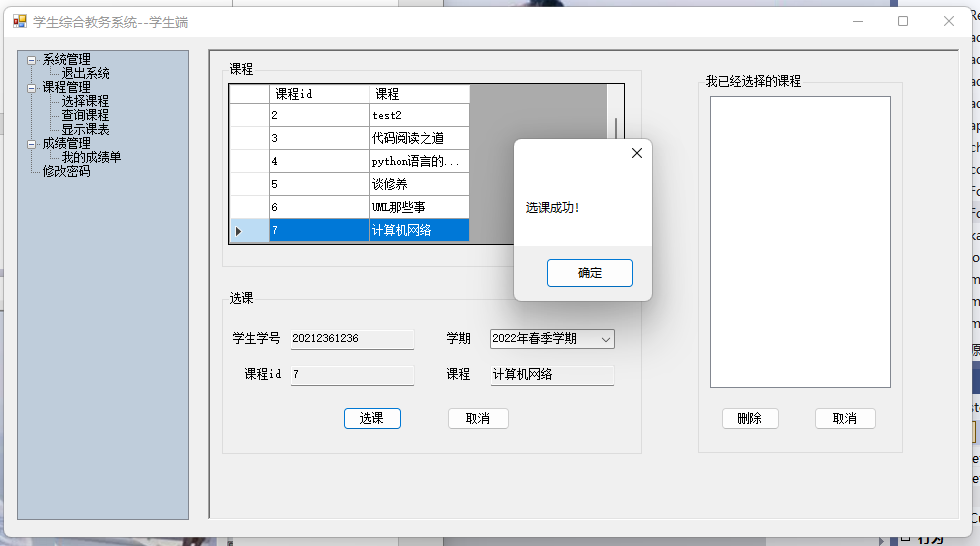 学生综合教务系统--学生端
系统管理
退出系统
课程管理
选择课程
查询课程
显示课表
成绩管理
我的成绩单
修改密码
课程
课程id 课程
2 test2
3 代码阅读之道
4 python语言的...
5 谈修养
6 UML那些事
7 计算机网络
选课成功!
确定
选课
学生学号 20212361236 学期 2022年春季学期
课程id 7 课程 计算机网络
选课 取消
我已经选择的课程
删除 取消
行为